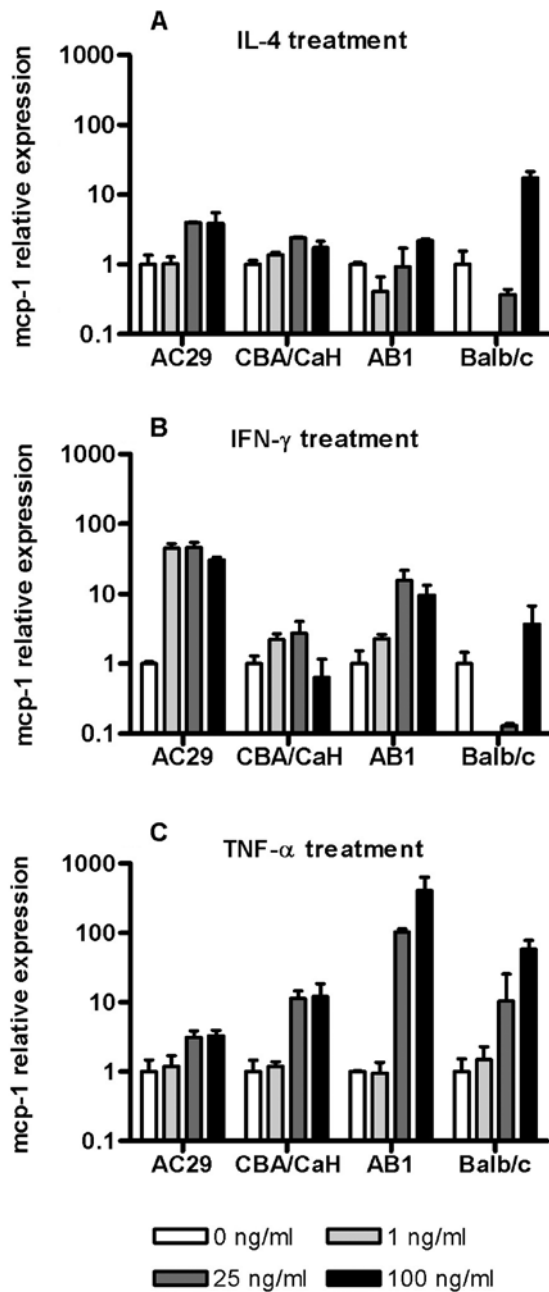 A
IL-4 treatment
mcp-1 relative expression
1000
100
10
1
0.1
AC29 CBA/CaH AB1 Balb/c
B
IFN-γ treatment
mcp-1 relative expression
1000
100
10
1
0.1
AC29 CBA/CaH AB1 Balb/c
C
TNF-α treatment
mcp-1 relative expression
1000
100
10
1
0.1
AC29 CBA/CaH AB1 Balb/c
0 ng/ml 1 ng/ml
25 ng/ml 100 ng/ml